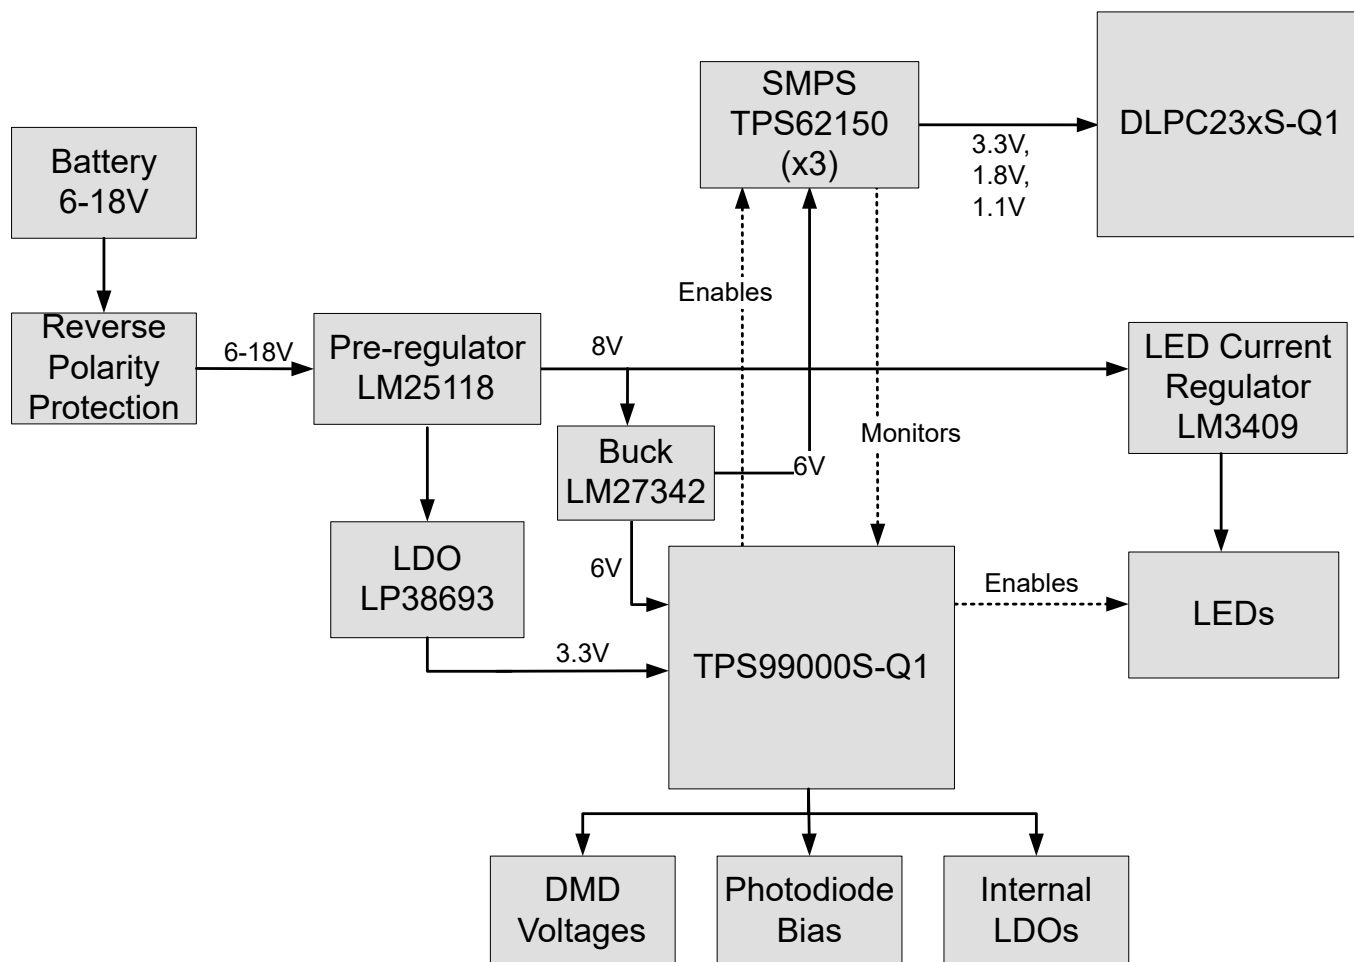 SMPS
TPS62150
(x3)
DLPC23xS-Q1
3.3V,
1.8V,
1.1V
Battery
6-18V
Enables
Reverse
Polarity
Protection
6-18V
Pre-regulator
LM25118
8V
LED Current
Regulator
LM3409
Monitors
Buck
LM27342
6V
LDO
LP38693
6V
Enables
LEDs
3.3V
TPS99000S-Q1
DMD
Voltages
Photodiode
Bias
Internal
LDOs